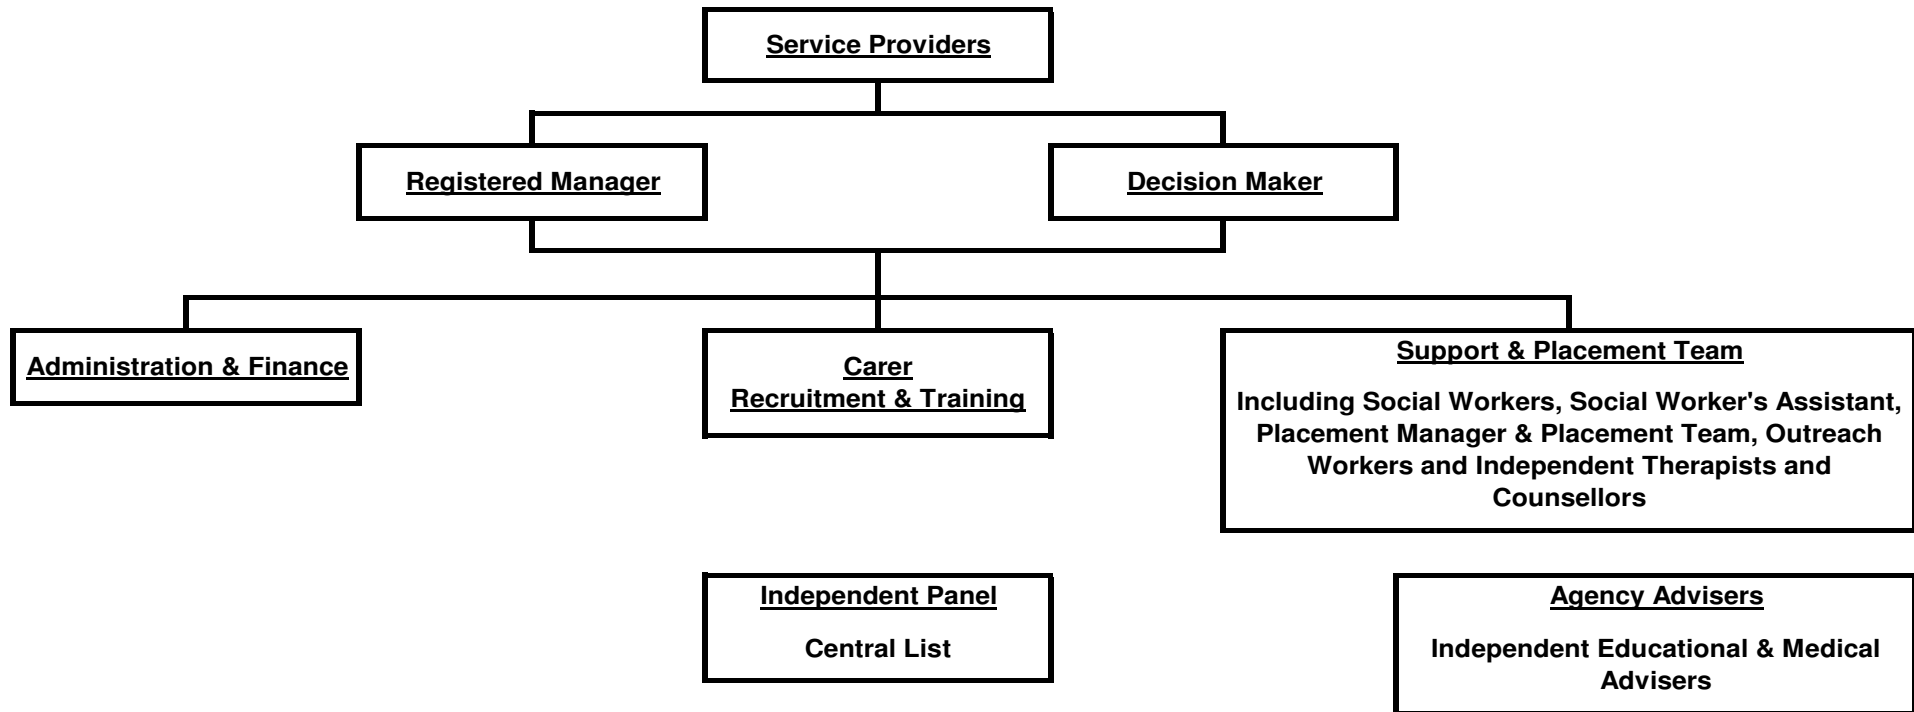 Service Providers
Registered Manager
Decision Maker
Administration & Finance
Carer
Recruitment & Training
Support & Placement Team
Including Social Workers, Social Worker's Assistant,
Placement Manager & Placement Team, Outreach
Workers and Independent Therapists and
Counsellors
Independent Panel
Central List
Agency Advisers
Independent Educational & Medical
Advisers